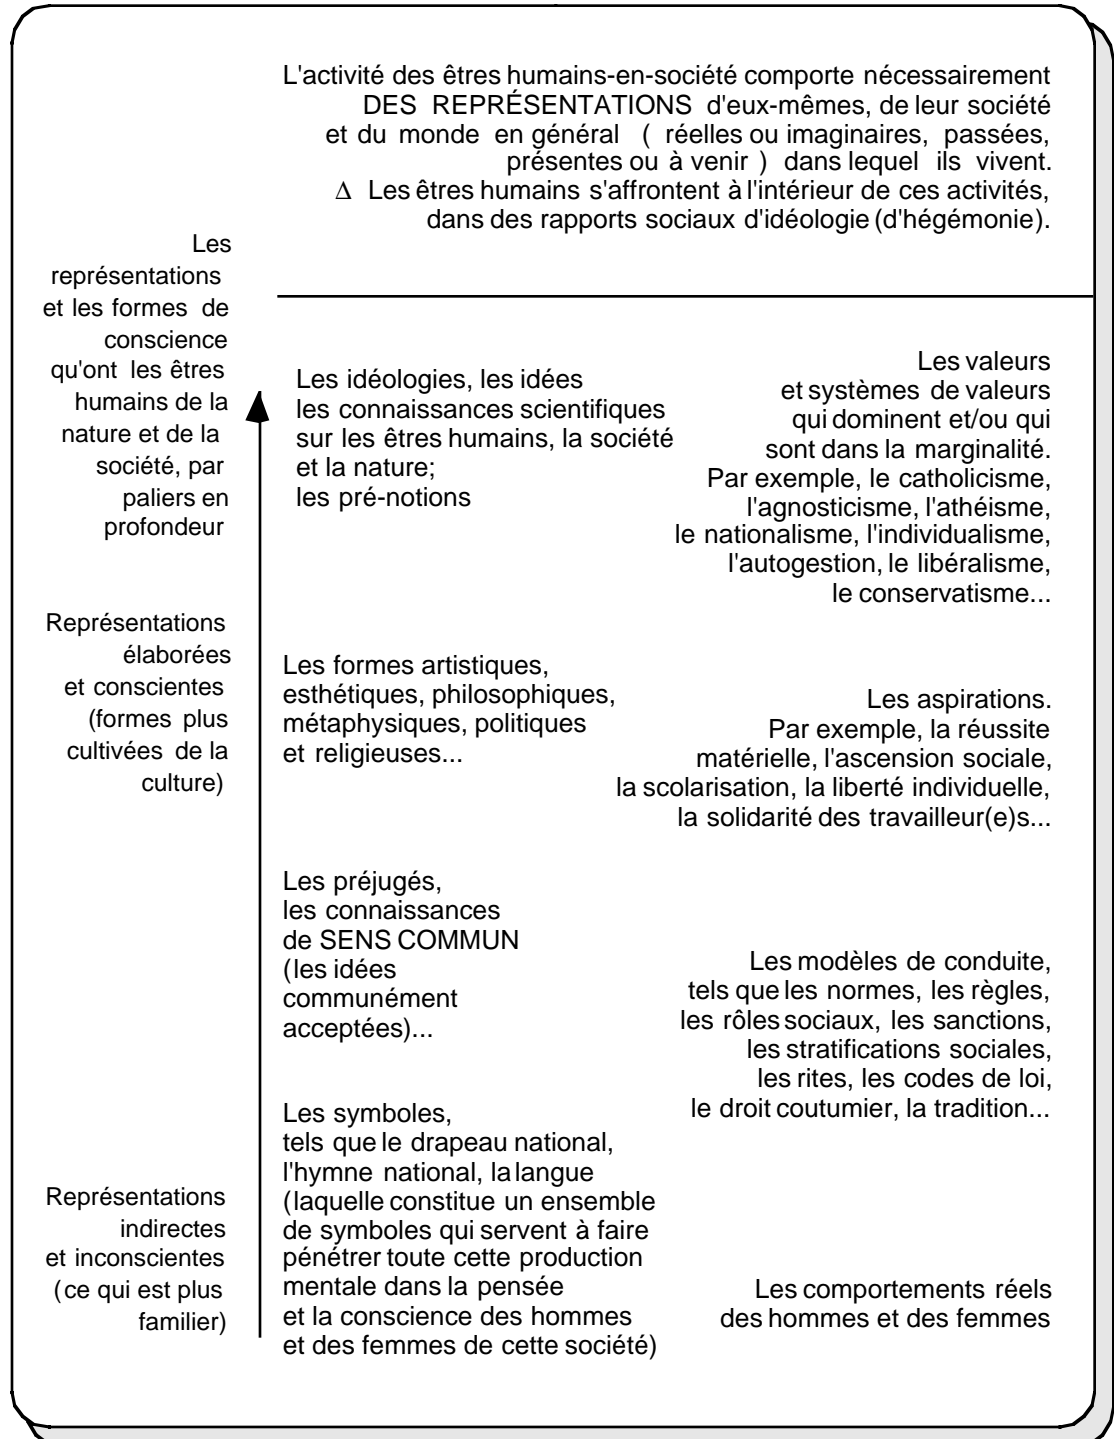 L'activité des êtres humains-en-société comporte nécessairement
DES REPRÉSENTATIONS d'eux-mêmes, de leur société
et du monde en général ( réelles ou imaginaires, passées,
présentes ou à venir ) dans lequel ils vivent.
Δ Les êtres humains s'affrontent à l'intérieur de ces activités,
dans des rapports sociaux d'idéologie (d'hégémonie).
Les
représentations
et les formes de
conscience
qu'ont les êtres
humains de la
nature et de la
société, par
paliers en
profondeur
Les idéologies, les idées
les connaissances scientifiques
sur les êtres humains, la société
et la nature;
les pré-notions
Les valeurs
et systèmes de valeurs
qui dominent et/ou qui
sont dans la marginalité.
Par exemple, le catholicisme,
l'agnosticisme, l'athéisme,
le nationalisme, l'individualisme,
l'autogestion, le libéralisme,
le conservatisme...
Représentations
élaborées
et conscientes
(formes plus
cultivées de la
culture)
Les formes artistiques,
esthétiques, philosophiques,
métaphysiques, politiques
et religieuses...
Les aspirations.
Par exemple, la réussite
matérielle, l'ascension sociale,
la scolarisation, la liberté individuelle,
la solidarité des travailleur(e)s...
Les préjugés,
les connaissances
de SENS COMMUN
(les idées
communément
acceptées)...
Les modèles de conduite,
tels que les normes, les règles,
les rôles sociaux, les sanctions,
les stratifications sociales,
les rites, les codes de loi,
le droit coutumier, la tradition...
Représentations
indirectes
et inconscientes
(ce qui est plus
familier)
Les symboles,
tels que le drapeau national,
l'hymne national, la langue
(laquelle constitue un ensemble
de symboles qui servent à faire
pénétrer toute cette production
mentale dans la pensée
et la conscience des hommes
et des femmes de cette société)
Les comportements réels
des hommes et des femmes